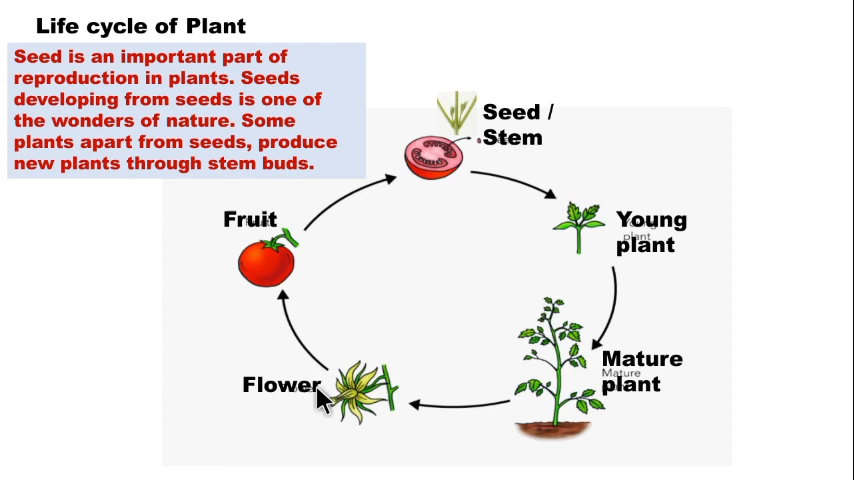 Life cycle of Plant
Seed is an important part of
reproduction in plants. Seeds
developing from seeds is one of
the wonders of nature. Some
plants apart from seeds, produce
new plants through stem buds.
Seed /
Stem
Fruit
Young
plant
plant
Mature
Mature
plant
Flower